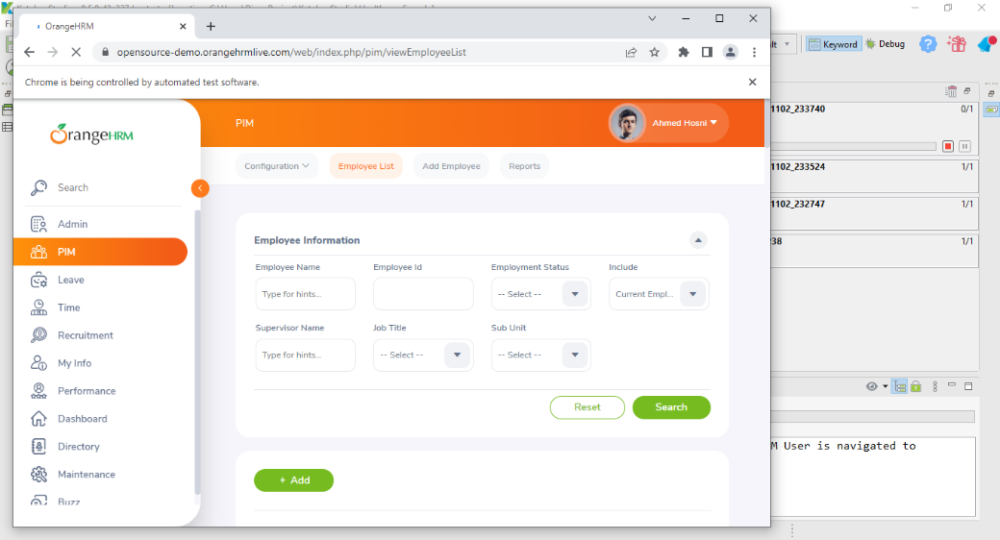 OrangeHRM
opensource-demo.orangehrmlive.com/web/index.php/pim/viewEmployeeList
Chrome is being controlled by automated test software.
OrangeHRM
Search
Admin
PIM
Leave
Time
Recruitment
My Info
Performance
Dashboard
Directory
Maintenance
Buzz
PIM
Ahmed Hosni
Configuration
Employee List
Add Employee
Reports
Employee Information
Employee Name
Employee Id
Employment Status
Include
Type for hints...
-- Select --
Current Empl...
Supervisor Name
Job Title
Sub Unit
Type for hints...
-- Select --
-- Select --
Reset
Search
+ Add
Keyword
Debug
1102_233740
0/1
1102_233524
1/1
1102_232747
1/1
38
1/1
M User is navigated to